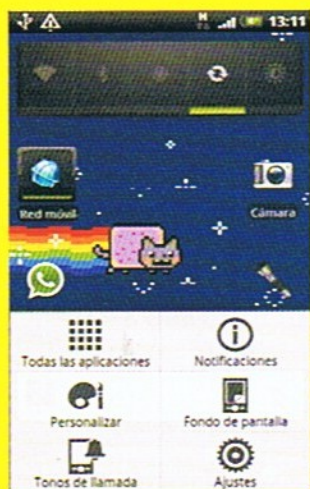 H
13:11
Red móvil
Cámara
Todas las aplicaciones
Notificaciones
Personalizar
Fondo de pantalla
Tonos de llamada
Ajustes